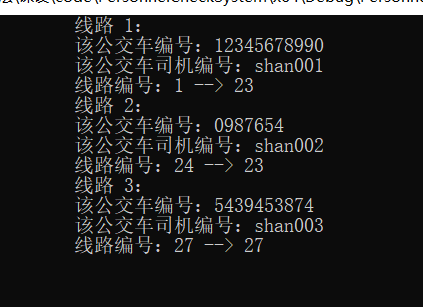 线路 1:
该公交车编号: 12345678990
该公交车司机编号: shan001
线路编号: 1 --> 23
线路 2:
该公交车编号: 0987654
该公交车司机编号: shan002
线路编号: 24 --> 23
线路 3:
该公交车编号: 5439453874
该公交车司机编号: shan003
线路编号: 27 --> 27